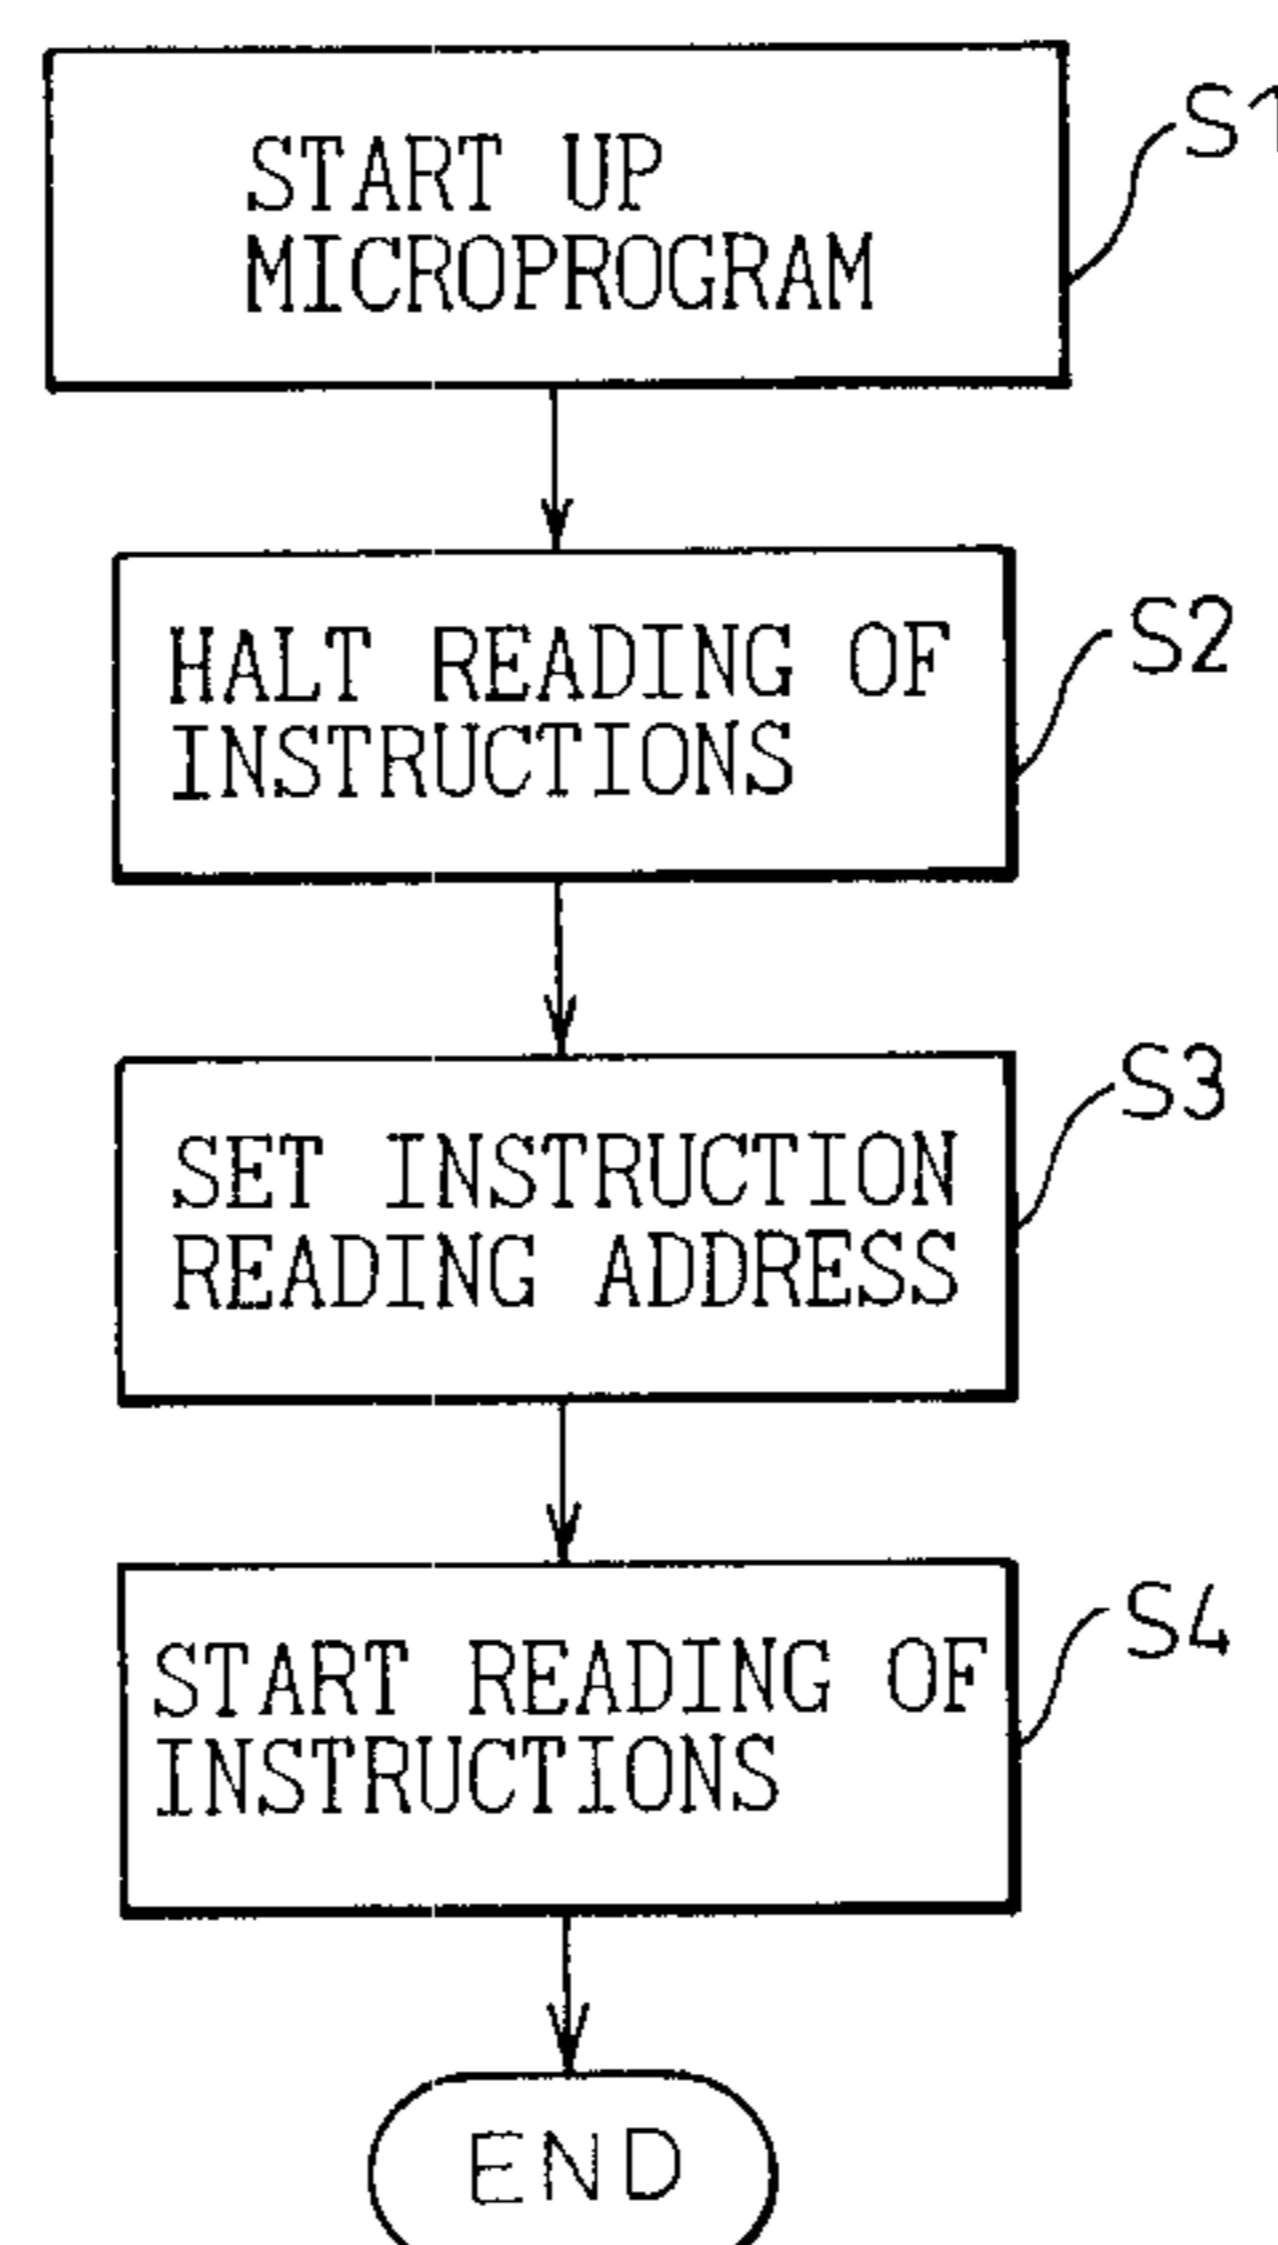 START UP
MICROPROGRAM
S1
HALT READING OF
INSTRUCTIONS
S2
SET INSTRUCTION
READING ADDRESS
S3
START READING OF
INSTRUCTIONS
S4
END